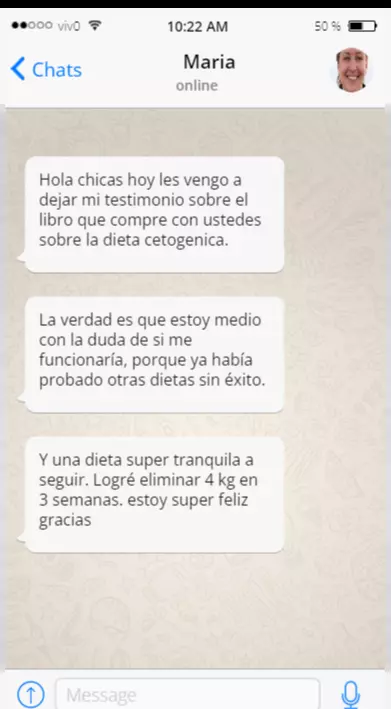 vivO 10:22 AM 50 %
Chats Maria
online
Hola chicas hoy les vengo a
dejar mi testimonio sobre el
libro que compre con ustedes
sobre la dieta cetogenica.
La verdad es que estoy medio
con la duda de si me
funcionaría, porque ya había
probado otras dietas sin éxito.
Y una dieta super tranquila a
seguir. Logré eliminar 4 kg en
3 semanas. estoy super feliz
gracias
Message